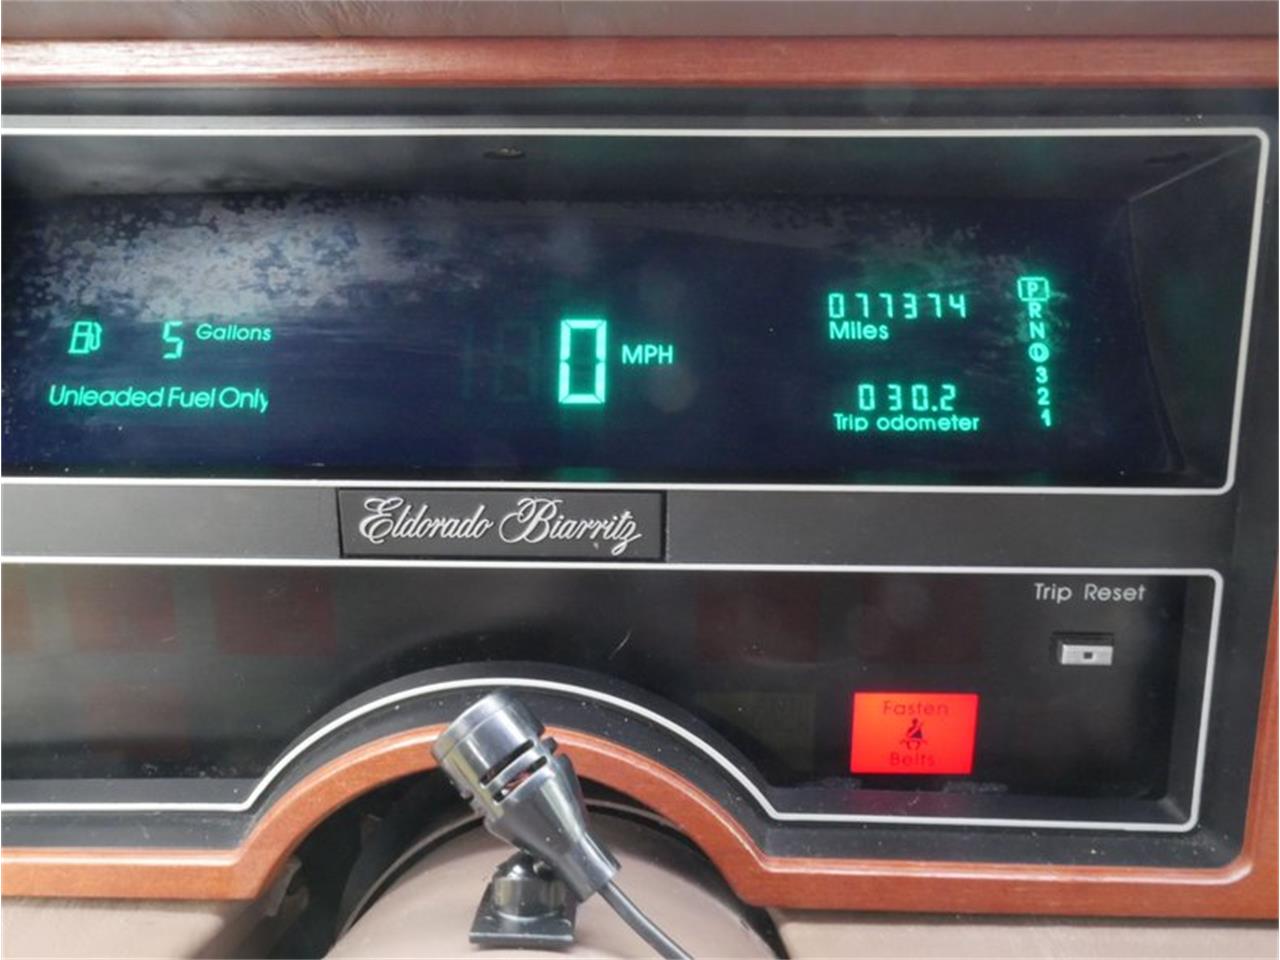 5 Gallons
Unleaded Fuel Only
0 MPH
077374
Miles
030.2
Trip odometer
P
R
N
D
3
2
1
Eldorado Biarritz
Trip Reset
Fasten
Belts